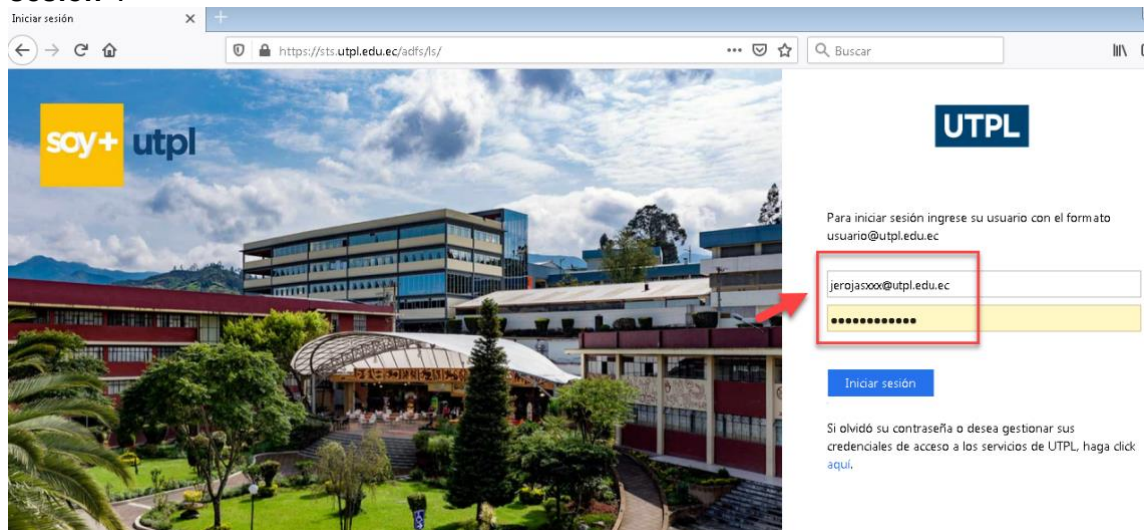 Iniciar sesión
https://sts.utpl.edu.ec/adfs/ls/
Buscar
soy+ utpl
UTPL
Para iniciar sesión ingrese su usuario con el formato
usuario@utpl.edu.ec
jerojasxxx@utpl.edu.ec
Iniciar sesión
Si olvidó su contraseña o desea gestionar sus
credenciales de acceso a los servicios de UTPL, haga click
aquí.